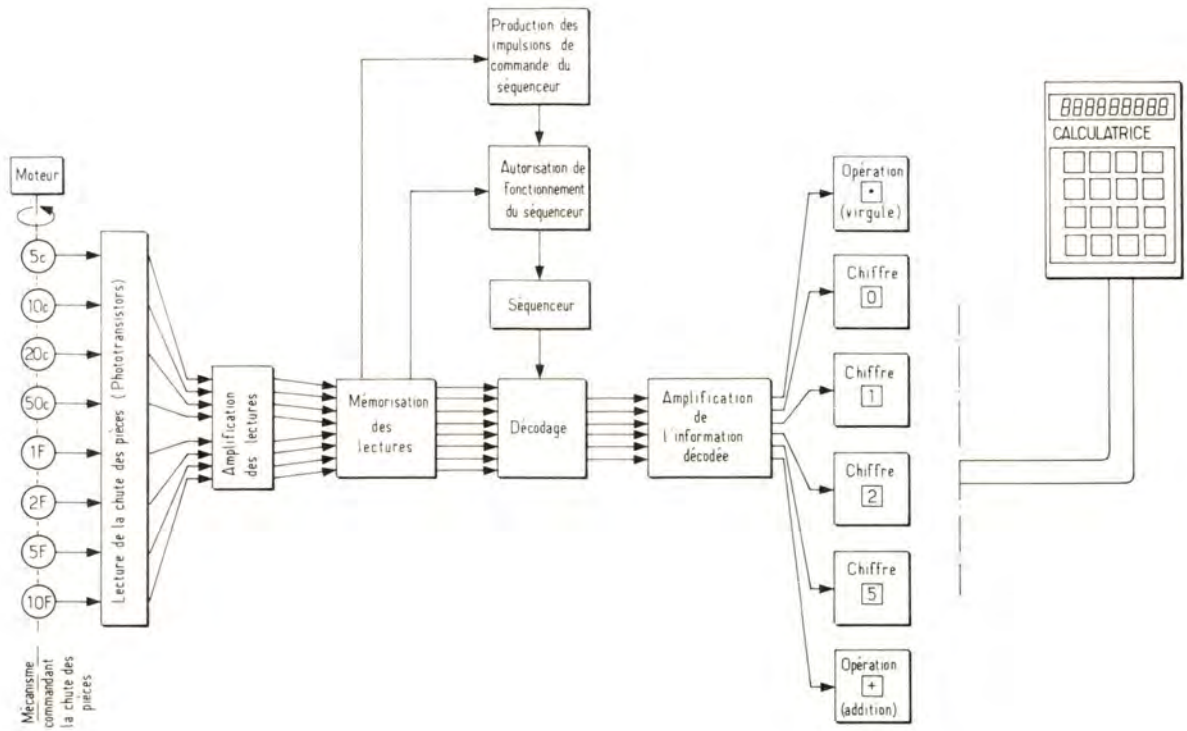 Production des
impulsions de
commande du
séquenceur
Autorisation de
fonctionnement
du séquenceur
Séquenceur
Moteur
5c
10c
20c
50c
1F
2F
5F
10F
Mécanisme
commandant
la chute des
pièces
Lecture de la chute des pièces (Phototransistors)
Amplification
des lectures
Mémorisation
des
lectures
Décodage
Amplification
de
l'information
décodée
Opération
•
(virgule)
Chiffre
0
Chiffre
1
Chiffre
2
Chiffre
5
Opération
+
(addition)
888888888
CALCULATRICE